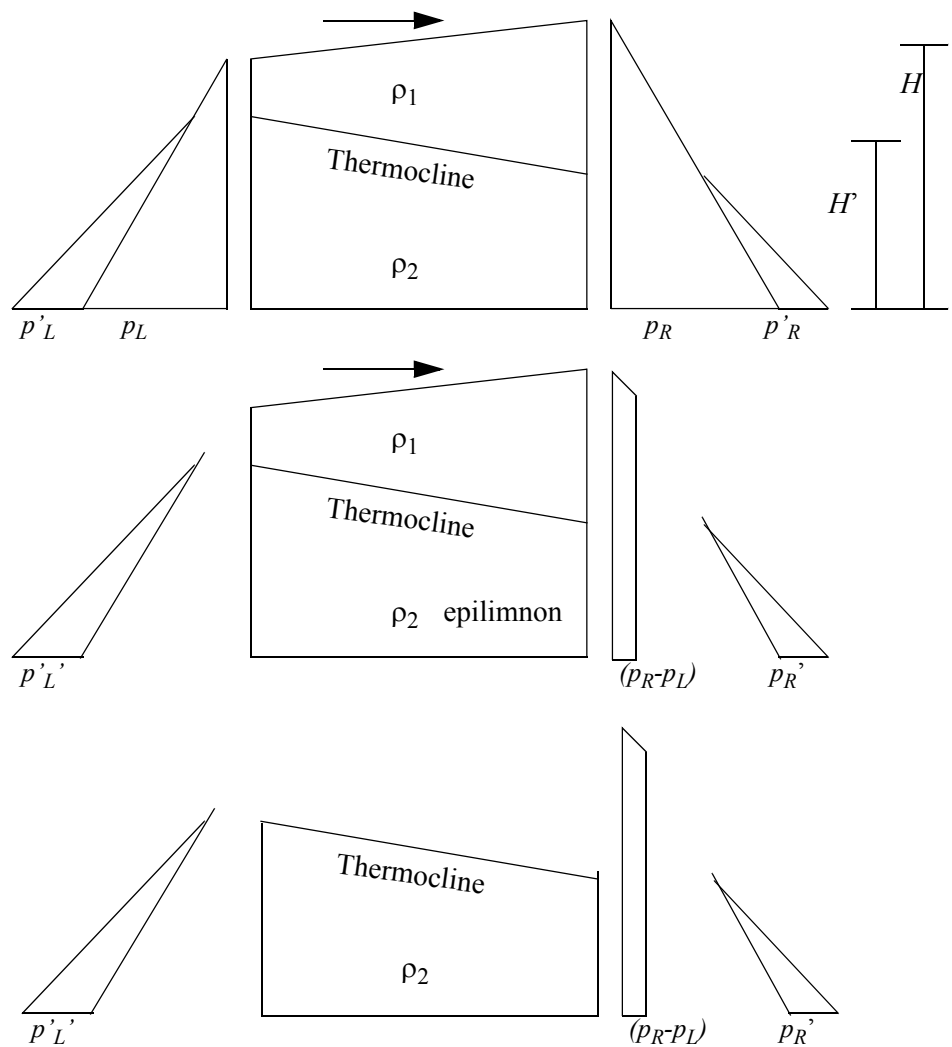 ρ1
H
Thermocline
H’
ρ2
p’L pL pR p’R
ρ1
Thermocline
ρ2 epilimnon
p’L’ (pR-pL) pR’
Thermocline
ρ2
p’L’ (pR-pL) pR’